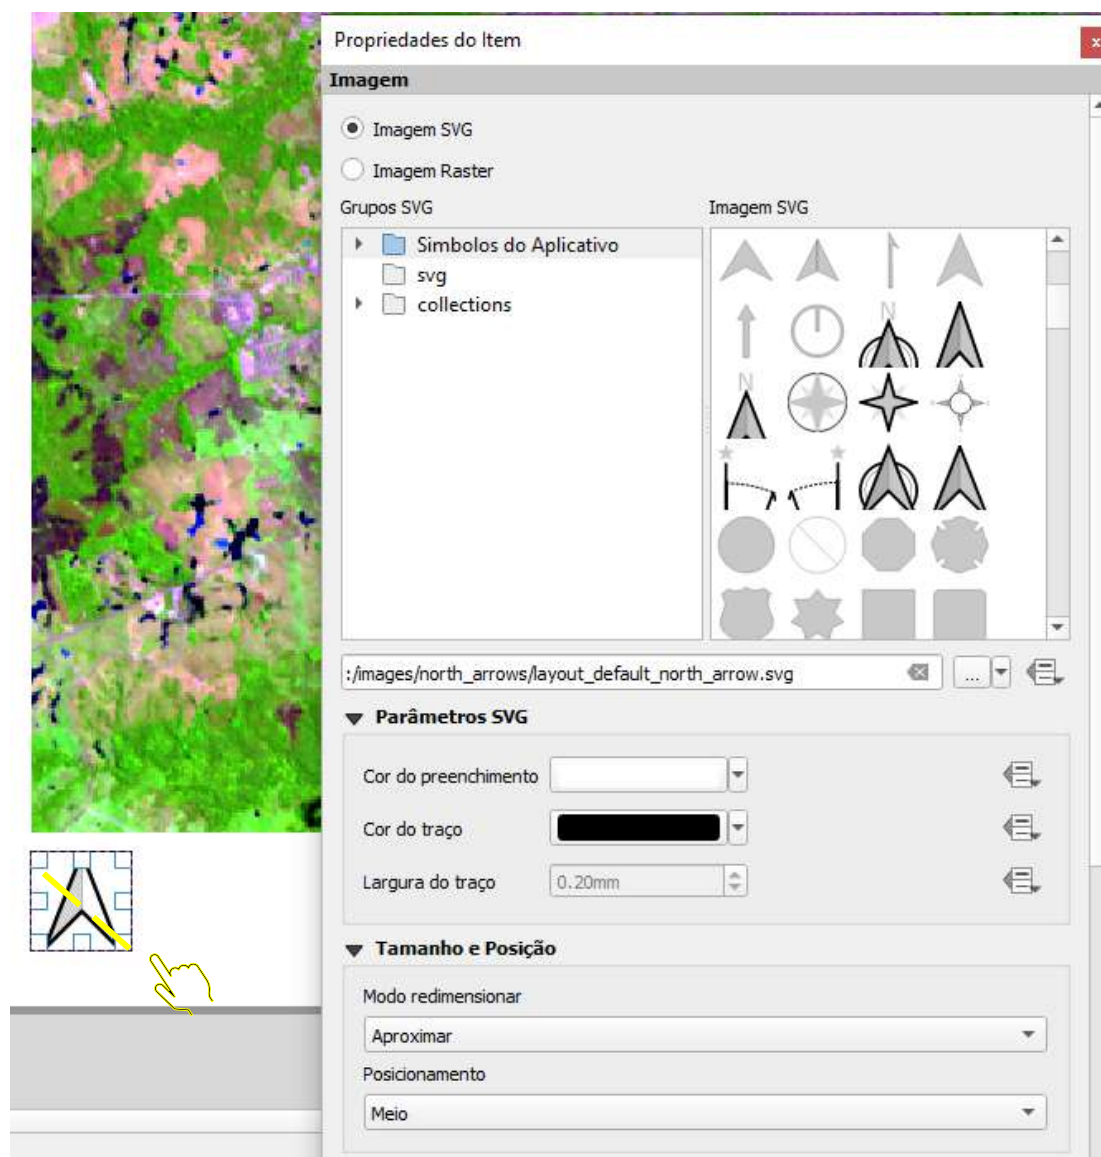 Propriedades do Item
x
Imagem
Imagem SVG
Imagem Raster
Grupos SVG
Imagem SVG
Simbolos do Aplicativo
svg
collections
N
N
:/images/north_arrows/layout_default_north_arrow.svg
...
Parâmetros SVG
Cor do preenchimento
Cor do traço
Largura do traço
0.20mm
Tamanho e Posição
Modo redimensionar
Aproximar
Posicionamento
Meio